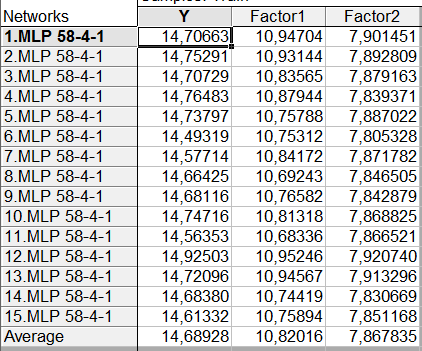 Networks Y Factor1 Factor2
1.MLP 58-4-1 14,70663 10,94704 7,901451
2.MLP 58-4-1 14,75291 10,93144 7,892809
3.MLP 58-4-1 14,70729 10,83565 7,879163
4.MLP 58-4-1 14,76483 10,87944 7,839371
5.MLP 58-4-1 14,73797 10,75788 7,887022
6.MLP 58-4-1 14,49319 10,75312 7,805328
7.MLP 58-4-1 14,57714 10,84172 7,871782
8.MLP 58-4-1 14,66425 10,69243 7,846505
9.MLP 58-4-1 14,68116 10,76582 7,842879
10.MLP 58-4-1 14,74716 10,81318 7,868825
11.MLP 58-4-1 14,56353 10,68336 7,866521
12.MLP 58-4-1 14,92503 10,95246 7,920740
13.MLP 58-4-1 14,72096 10,94567 7,913296
14.MLP 58-4-1 14,68380 10,74419 7,830669
15.MLP 58-4-1 14,61332 10,75894 7,851168
Average 14,68928 10,82016 7,867835